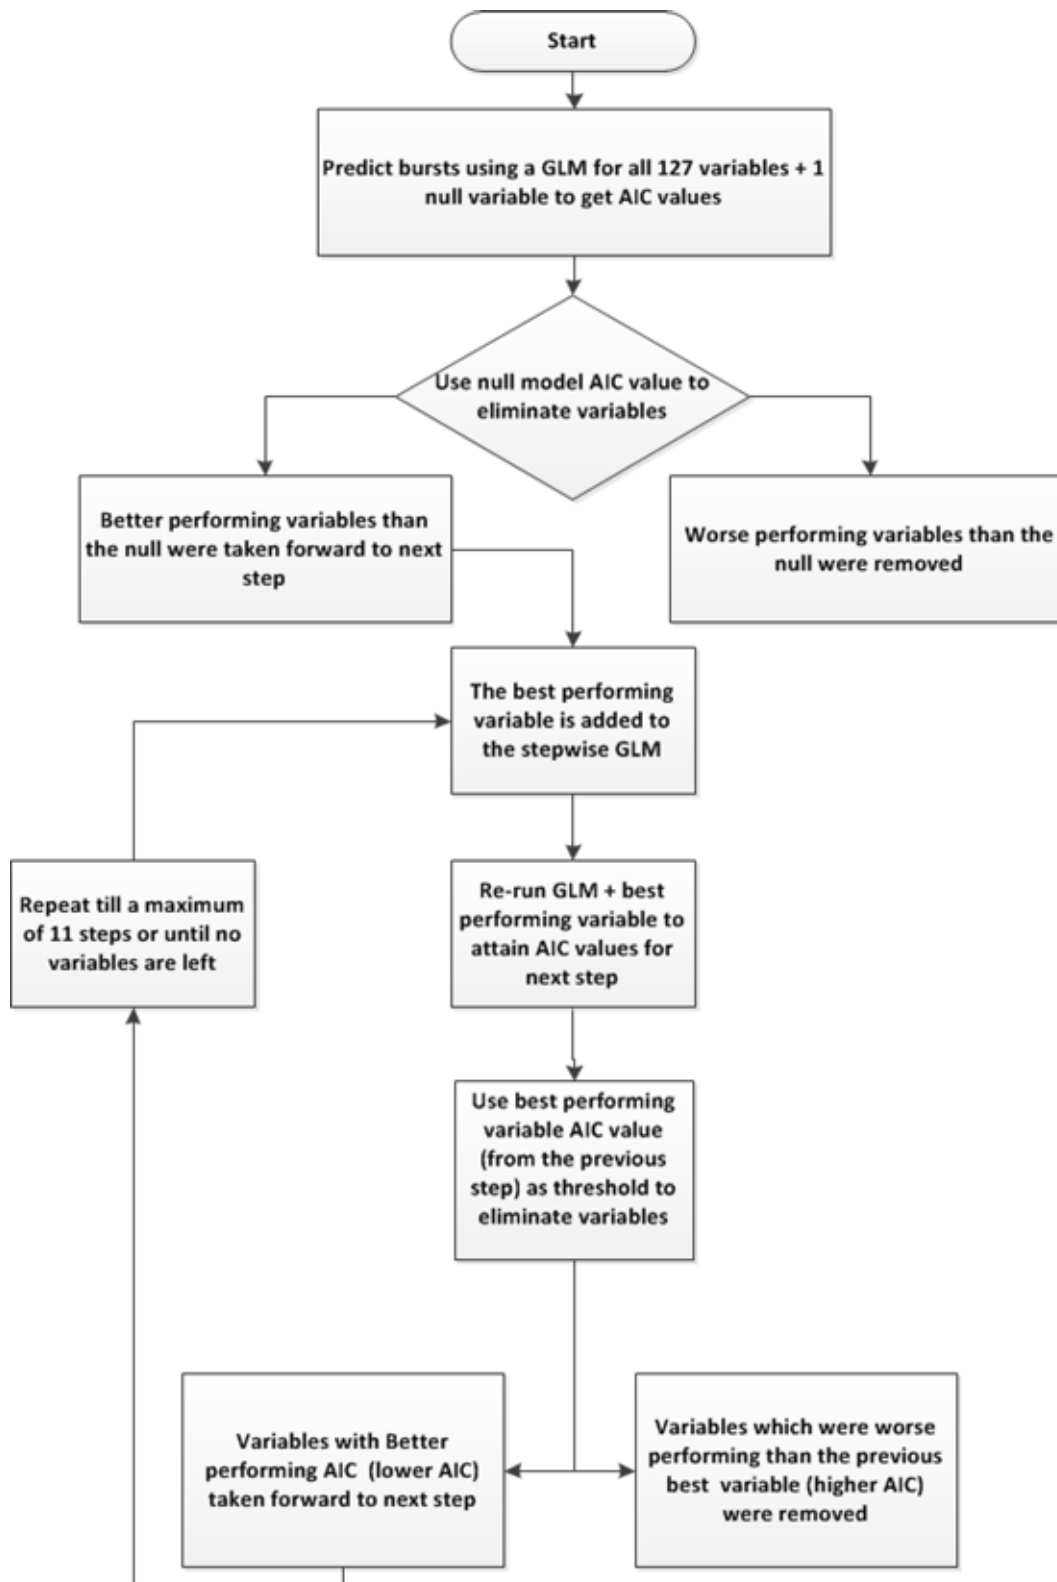 Start
Predict bursts using a GLM for all 127 variables + 1
null variable to get AIC values
Use null model AIC value to
eliminate variables
Better performing variables than
the null were taken forward to next
step
Worse performing variables than the
null were removed
The best performing
variable is added to
the stepwise GLM
Repeat till a maximum
of 11 steps or until no
variables are left
Re-run GLM + best
performing variable to
attain AIC values for
next step
Use best performing
variable AIC value
(from the previous
step) as threshold to
eliminate variables
Variables with Better
performing AIC (lower AIC)
taken forward to next step
Variables which were worse
performing than the previous
best variable (higher AIC)
were removed